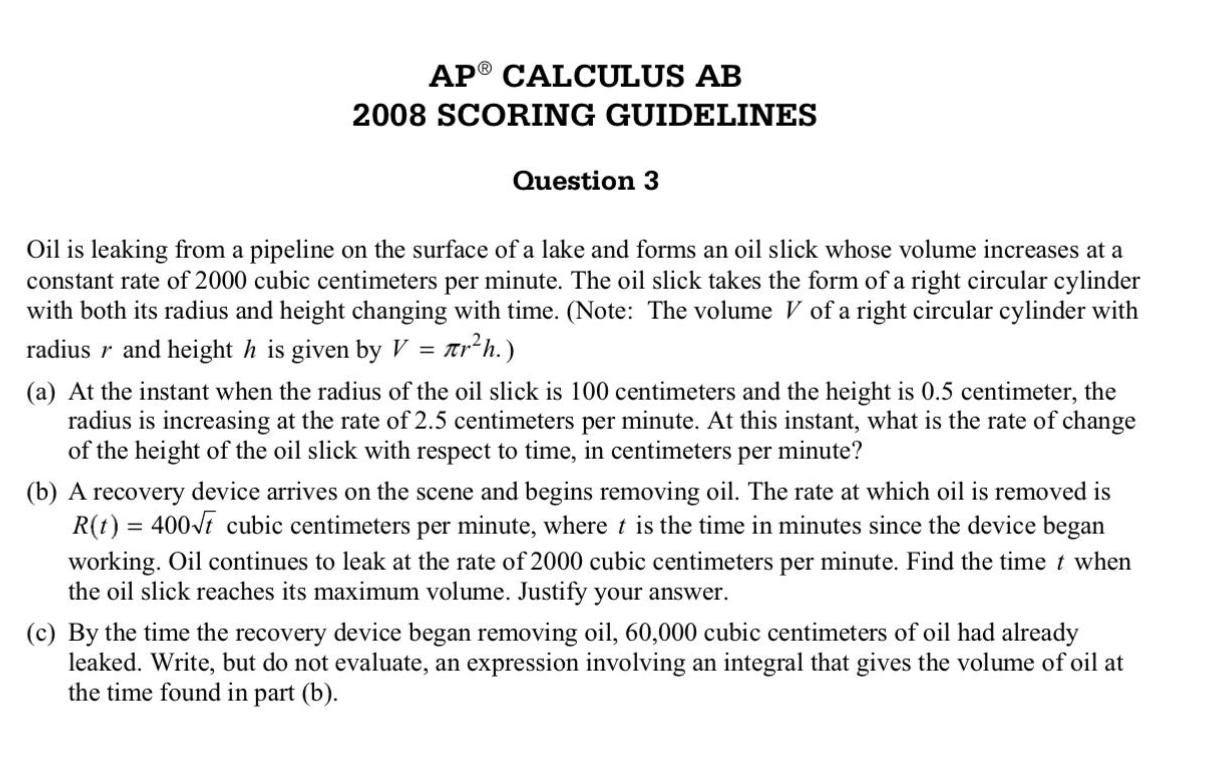 AP® CALCULUS AB
2008 SCORING GUIDELINES
Question 3
Oil is leaking from a pipeline on the surface of a lake and forms an oil slick whose volume increases at a
constant rate of 2000 cubic centimeters per minute. The oil slick takes the form of a right circular cylinder
with both its radius and height changing with time. (Note: The volume V of a right circular cylinder with
radius r and height h is given by V = πr²h.)
(a) At the instant when the radius of the oil slick is 100 centimeters and the height is 0.5 centimeter, the
radius is increasing at the rate of 2.5 centimeters per minute. At this instant, what is the rate of change
of the height of the oil slick with respect to time, in centimeters per minute?
(b) A recovery device arrives on the scene and begins removing oil. The rate at which oil is removed is
R(t) = 400√t cubic centimeters per minute, where t is the time in minutes since the device began
working. Oil continues to leak at the rate of 2000 cubic centimeters per minute. Find the time t when
the oil slick reaches its maximum volume. Justify your answer.
(c) By the time the recovery device began removing oil, 60,000 cubic centimeters of oil had already
leaked. Write, but do not evaluate, an expression involving an integral that gives the volume of oil at
the time found in part (b).